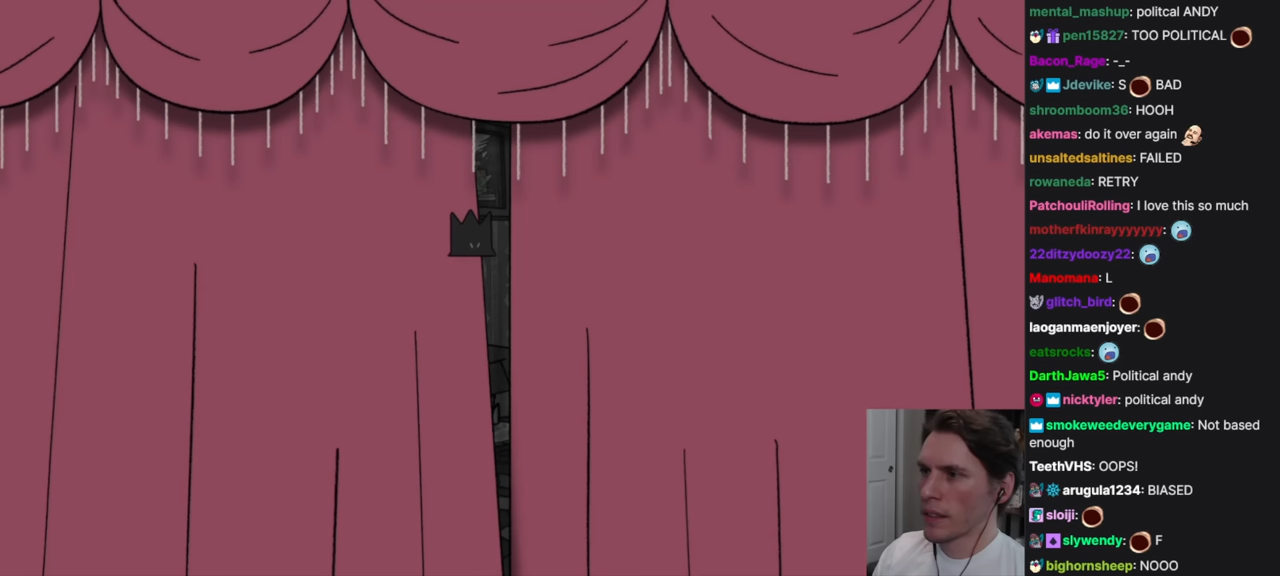 mental_mashup: politcal ANDY
pen15827: TOO POLITICAL
Bacon_Rage: -_-
Jdevike: S BAD
shroomboom36: HOOH
akemas: do it over again
unsaltedsaltines: FAILED
rowaneda: RETRY
PatchouliRolling: I love this so much
motherfkinrayyyyyyy:
22ditzydoozy22:
Manomana: L
glitch_bird:
laoganmaenjoyer:
eatsrocks:
DarthJawa5: Political andy
nicktyler: political andy
smokeweedeverygame: Not based
enough
TeethVHS: OOPS!
arugula1234: BIASED
sloiji:
slywendy: F
bighornsheep: NOOO